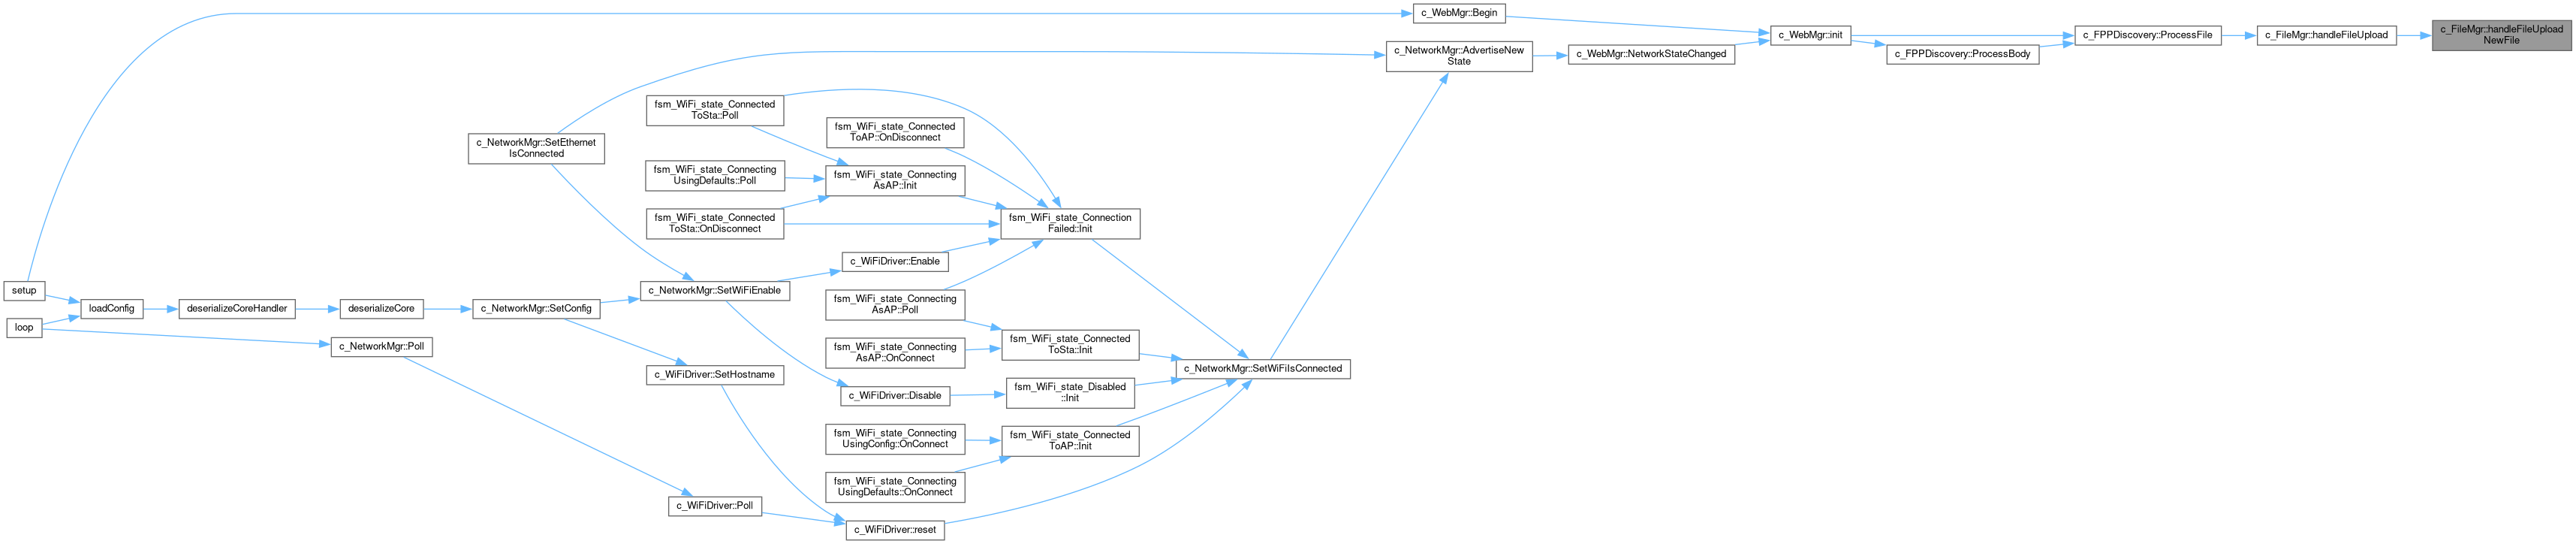 c_WebMgr::Begin
c_FileMgr::handleFileUpload
NewFile
c_WebMgr::init
c_FPPDiscovery::ProcessFile
c_FileMgr::handleFileUpload
c_NetworkMgr::AdvertiseNew
State
c_WebMgr::NetworkStateChanged
c_FPPDiscovery::ProcessBody
fsm_WiFi_state_Connected
ToSta::Poll
fsm_WiFi_state_Connected
ToAP::OnDisconnect
c_NetworkMgr::SetEthernet
IsConnected
fsm_WiFi_state_Connecting
UsingDefaults::Poll
fsm_WiFi_state_Connecting
AsAP::Init
fsm_WiFi_state_Connected
ToSta::OnDisconnect
fsm_WiFi_state_Connection
Failed::Init
c_WiFiDriver::Enable
setup
c_NetworkMgr::SetWiFiEnable
loadConfig
deserializeCoreHandler
deserializeCore
c_NetworkMgr::SetConfig
fsm_WiFi_state_Connecting
AsAP::Poll
loop
c_NetworkMgr::Poll
fsm_WiFi_state_Connecting
AsAP::OnConnect
fsm_WiFi_state_Connected
ToSta::Init
c_WiFiDriver::SetHostname
c_NetworkMgr::SetWiFiIsConnected
c_WiFiDriver::Disable
fsm_WiFi_state_Disabled
::Init
fsm_WiFi_state_Connecting
UsingConfig::OnConnect
fsm_WiFi_state_Connected
ToAP::Init
fsm_WiFi_state_Connecting
UsingDefaults::OnConnect
c_WiFiDriver::Poll
c_WiFiDriver::reset